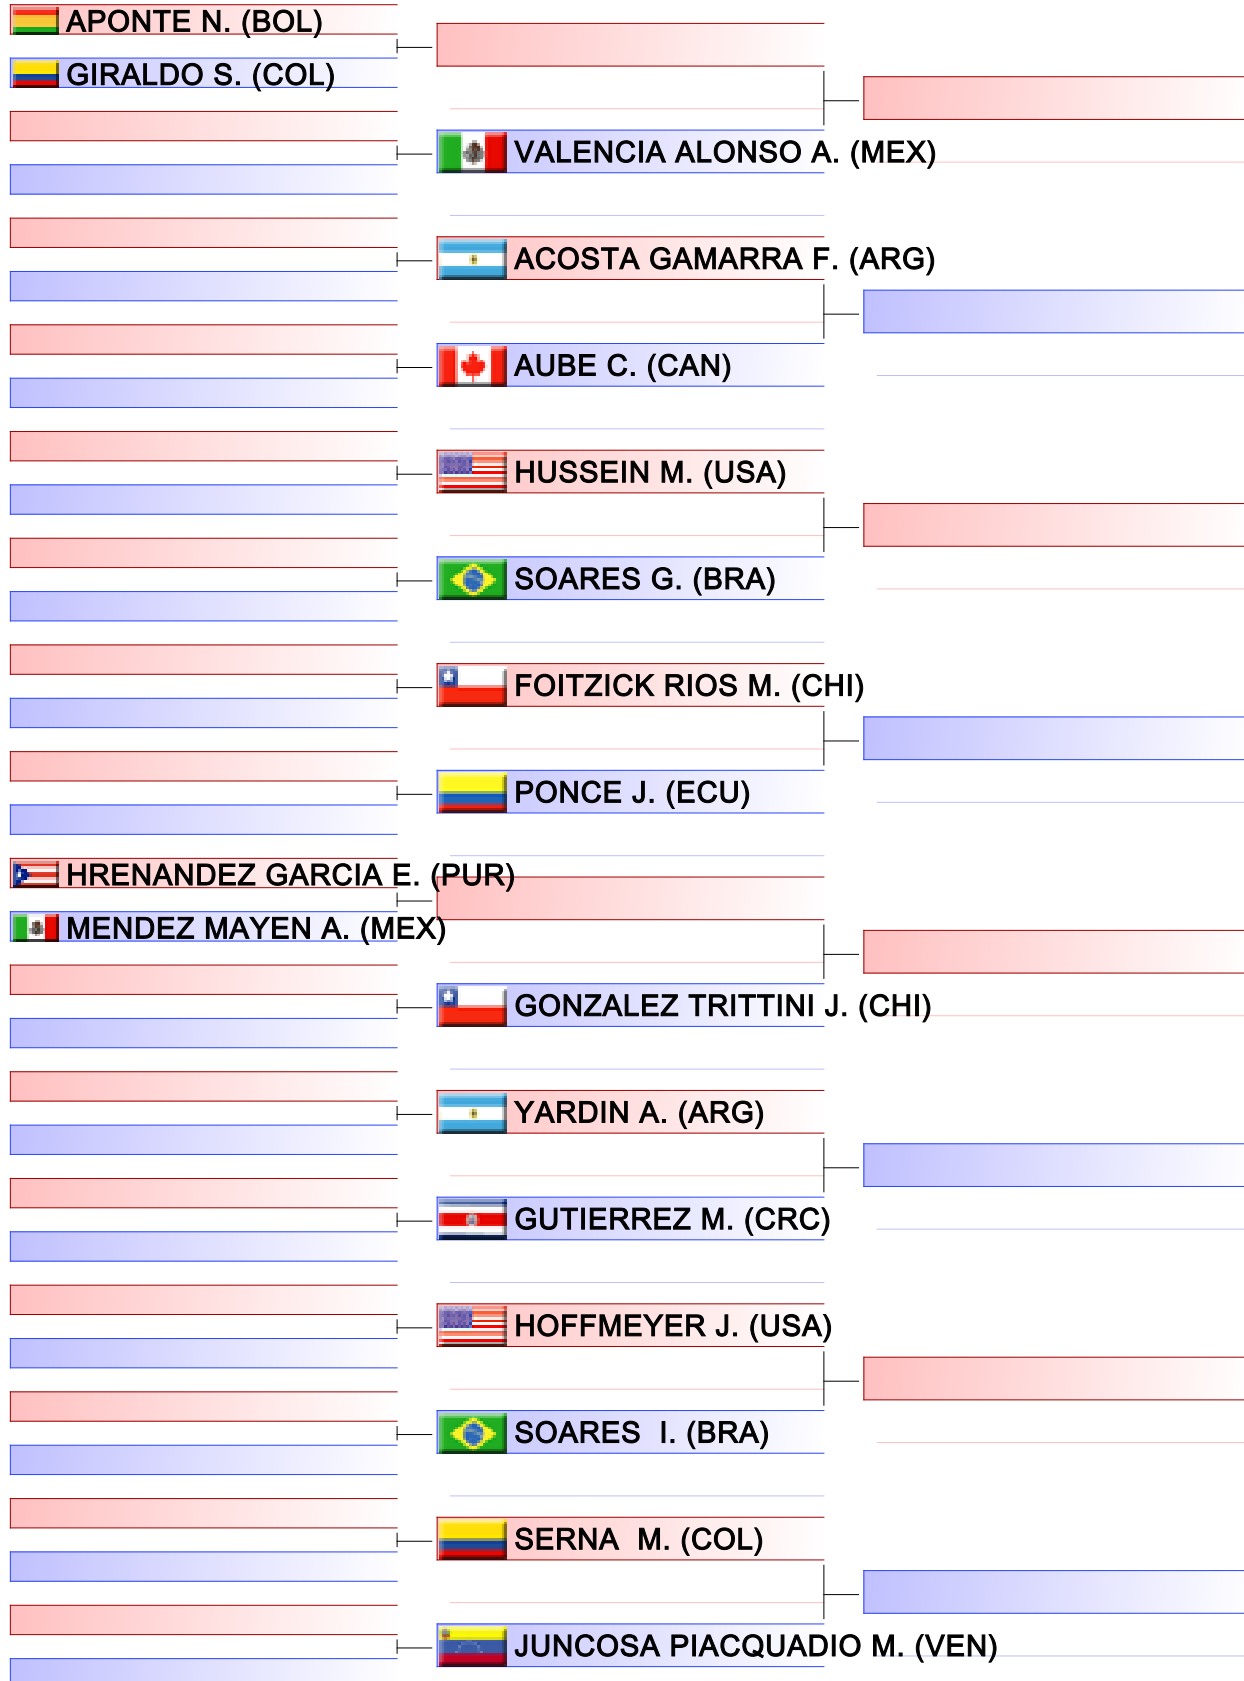 APONTE N. (BOL)
GIRALDO S. (COL)
VALENCIA ALONSO A. (MEX)
ACOSTA GAMARRA F. (ARG)
AUBE C. (CAN)
HUSSEIN M. (USA)
SOARES G. (BRA)
FOITZICK RIOS M. (CHI)
PONCE J. (ECU)
HRENANDEZ GARCIA E. (PUR)
MENDEZ MAYEN A. (MEX)
GONZALEZ TRITTINI J. (CHI)
YARDIN A. (ARG)
GUTIERREZ M. (CRC)
HOFFMEYER J. (USA)
SOARES  I. (BRA)
SERNA  M. (COL)
JUNCOSA PIACQUADIO M. (VEN)